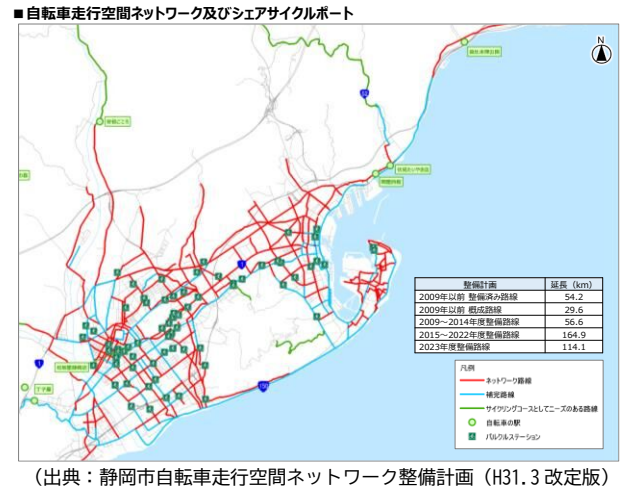 ■自転車走行空間ネットワーク及びシェアサイクルポート
N
1
1
150
整備計画 延長（km）
2009年以前 整備済み路線 54.2
2009年以前 概成路線 29.6
2009～2014年度整備路線 56.6
2015～2022年度整備路線 164.9
2023年度整備路線 114.1
凡例
ネットワーク路線
補完路線
サイクリングコースとしてニーズのある路線
自転車の駅
パルクルステーション
（出典：静岡市自転車走行空間ネットワーク整備計画（H31.3改定版）